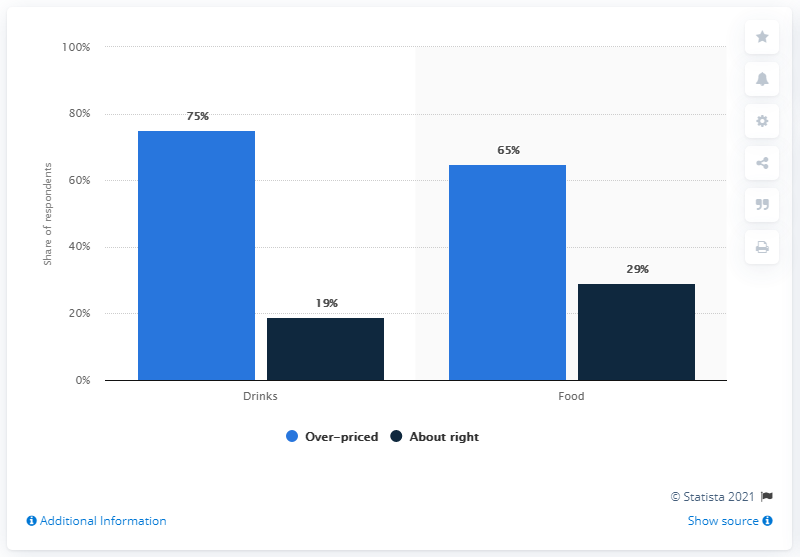 100%
80%
60%
40%
20%
0%
Share of respondents
75%
19%
65%
29%
Drinks
Food
Over-priced
About right
© Statista 2021
Additional Information
Show source